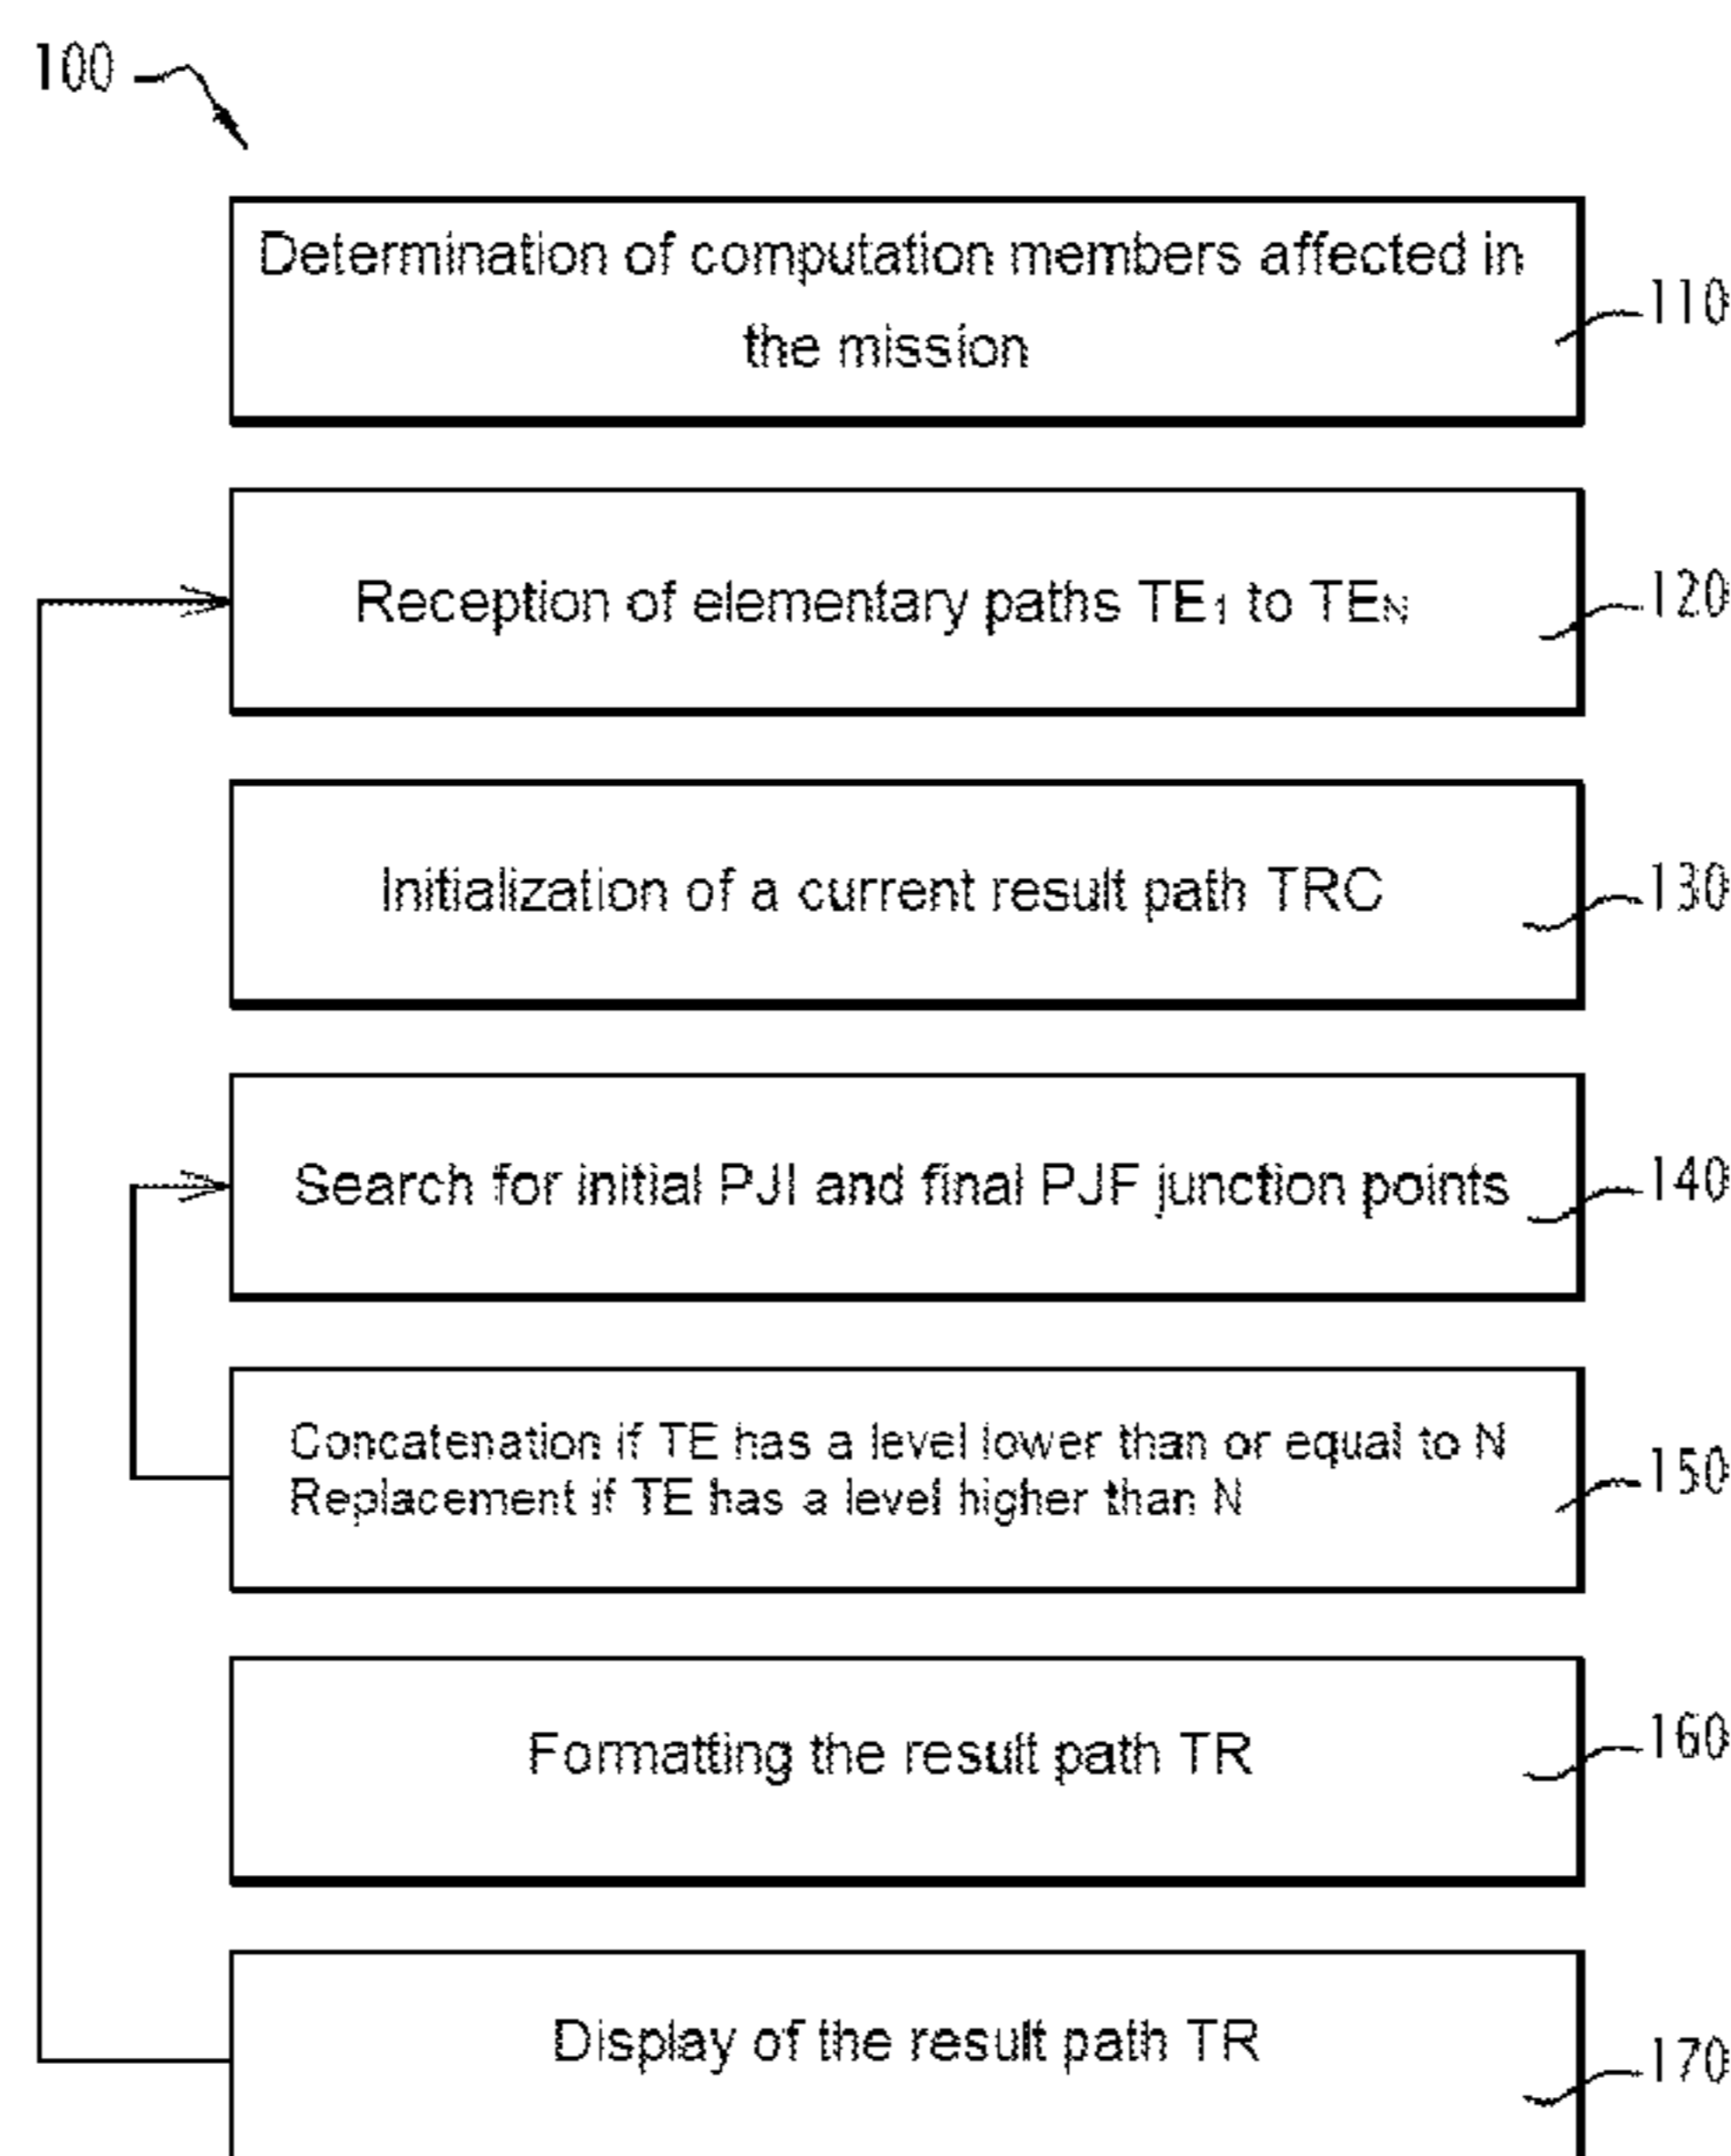 100
Determination of computation members affected in
the mission
110
Reception of elementary paths TE₁ to TEN
120
Initialization of a current result path TRC
130
Search for initial PJI and final PJF junction points
140
Concatenation if TE has a level lower than or equal to N
Replacement if TE has a level higher than N
150
Formatting the result path TR
160
Display of the result path TR
170